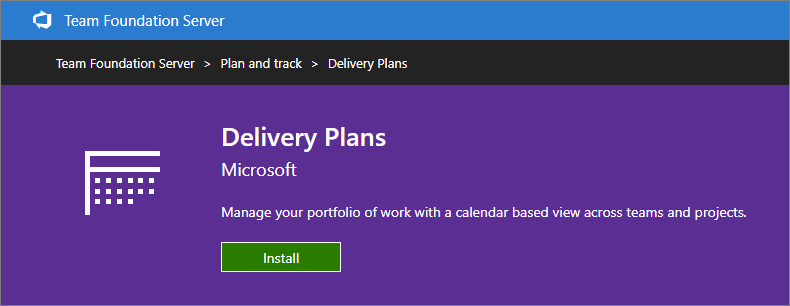 Team Foundation Server
Team Foundation Server > Plan and track > Delivery Plans
Delivery Plans
Microsoft
Manage your portfolio of work with a calendar based view across teams and projects.
Install